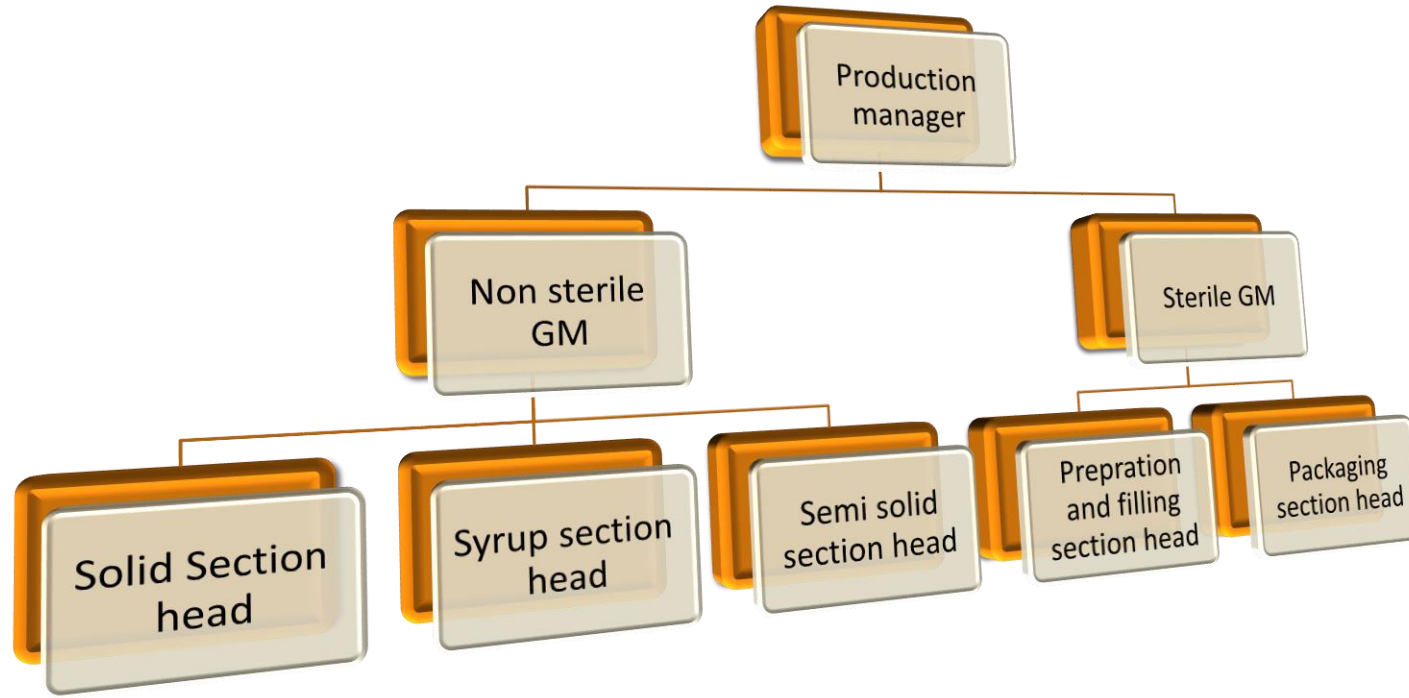 Production
manager
Non sterile
GM
Sterile GM
Solid Section
head
Syrup section
head
Semi solid
section head
Prepration
and filling
section head
Packaging
section head